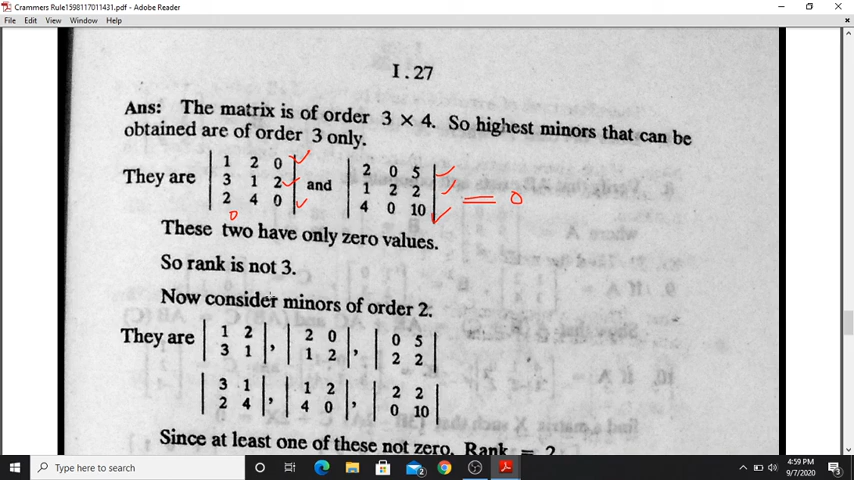 Crammers Rule1598117011431.pdf - Adobe Reader
File Edit View Window Help
I . 27
Ans: The matrix is of order 3 × 4. So highest minors that can be
obtained are of order 3 only.
They are | 1 2 0 | and | 2 0 5 | = 0
| 3 1 2 | | 1 2 2 |
| 2 4 0 | | 4 0 10 |
0
These two have only zero values.
So rank is not 3.
Now consider minors of order 2.
They are | 1 2 | , | 2 0 | , | 0 5 |
| 3 1 | | 1 2 | | 2 2 |
| 3 1 | , | 1 2 | , | 2 2 |
| 2 4 | | 4 0 | | 0 10 |
Since at least one of these not zero. Rank = 2
Type here to search
2
4:59 PM
9/7/2020
3